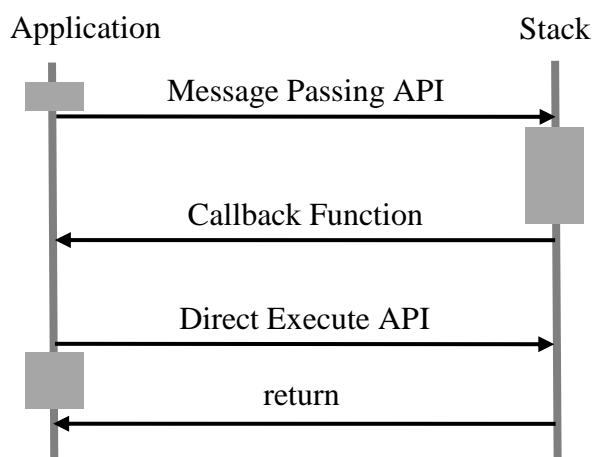 Application
Stack
Message Passing API
Callback Function
Direct Execute API
return